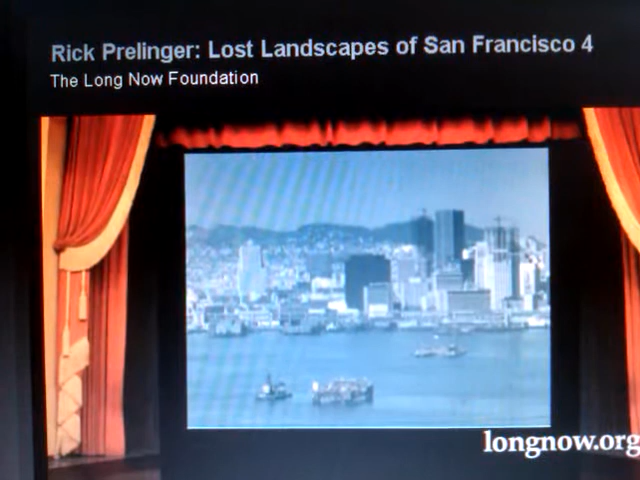 Rick Prelinger: Lost Landscapes of San Francisco 4
The Long Now Foundation
longnow.org